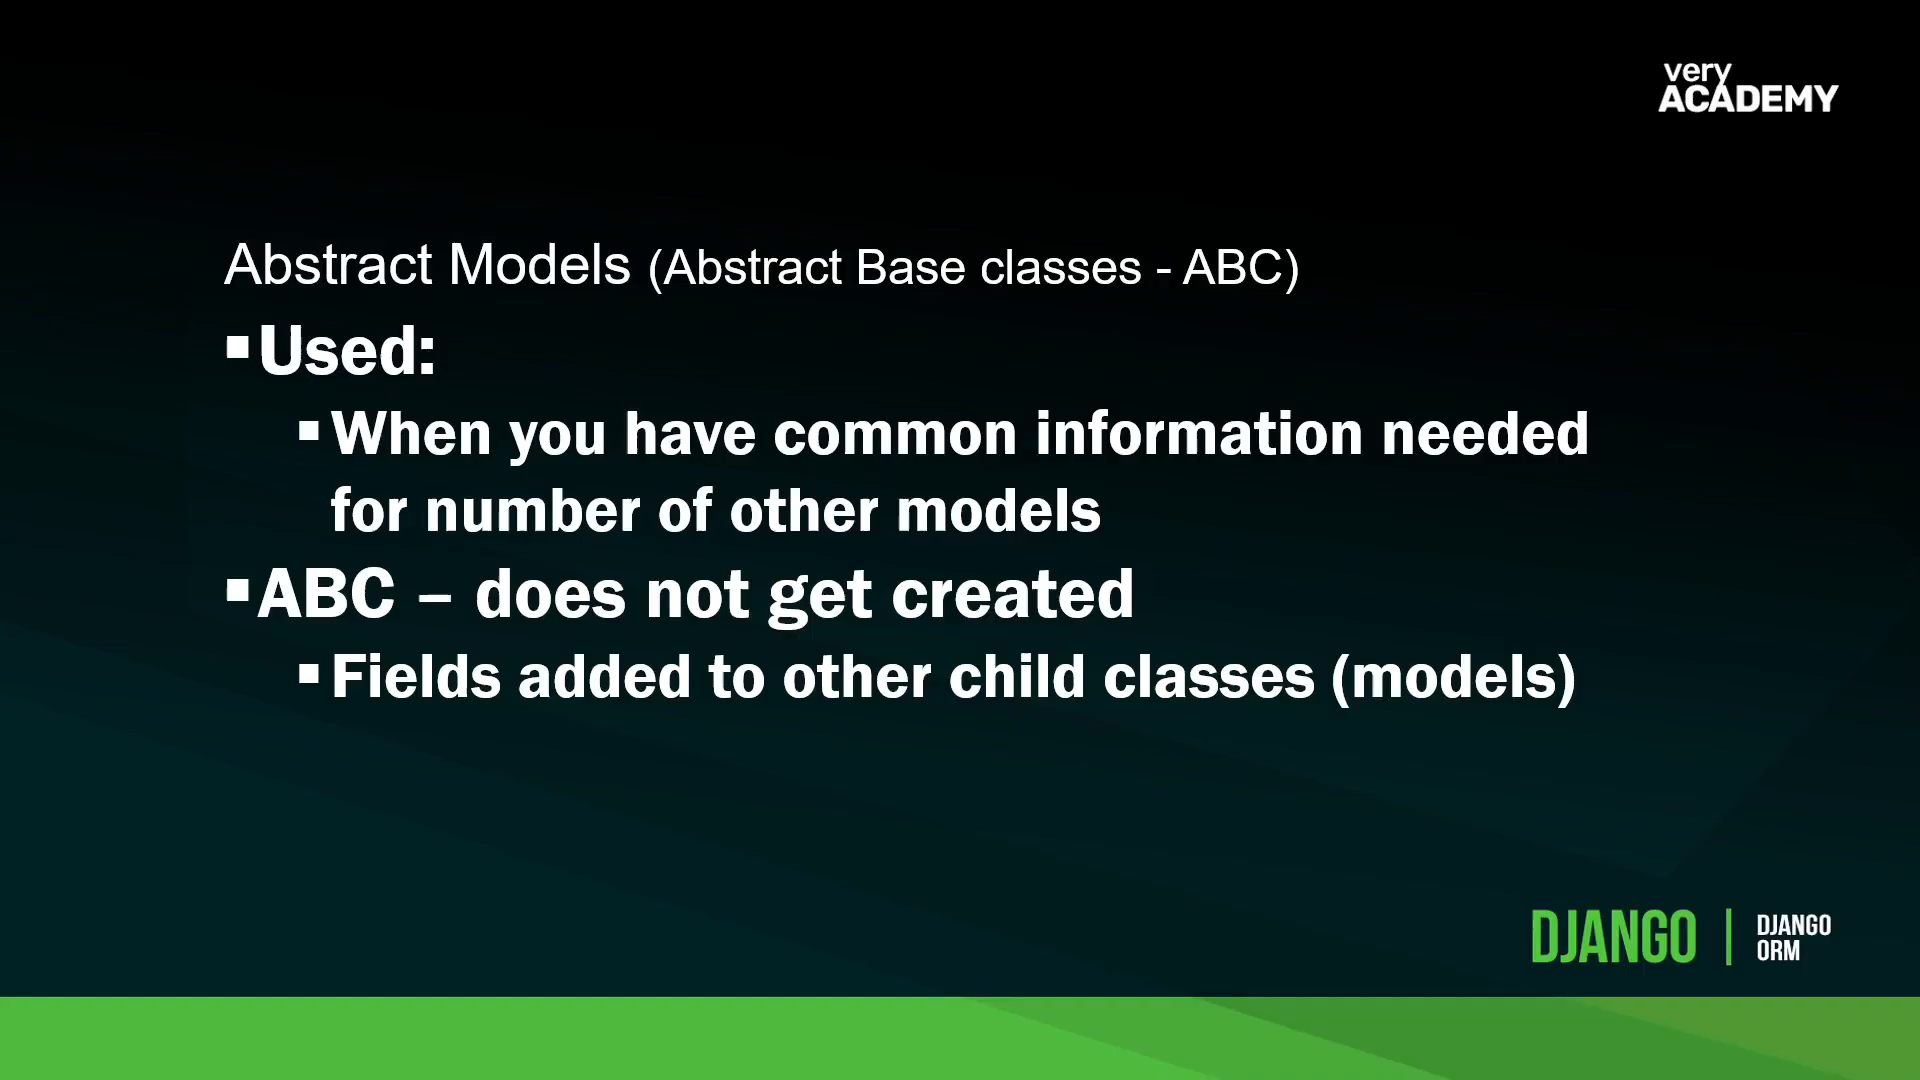 very
ACADEMY
Abstract Models (Abstract Base classes - ABC)
▪Used:
▪When you have common information needed
for number of other models
▪ABC – does not get created
▪Fields added to other child classes (models)
DJANGO | DJANGO
ORM